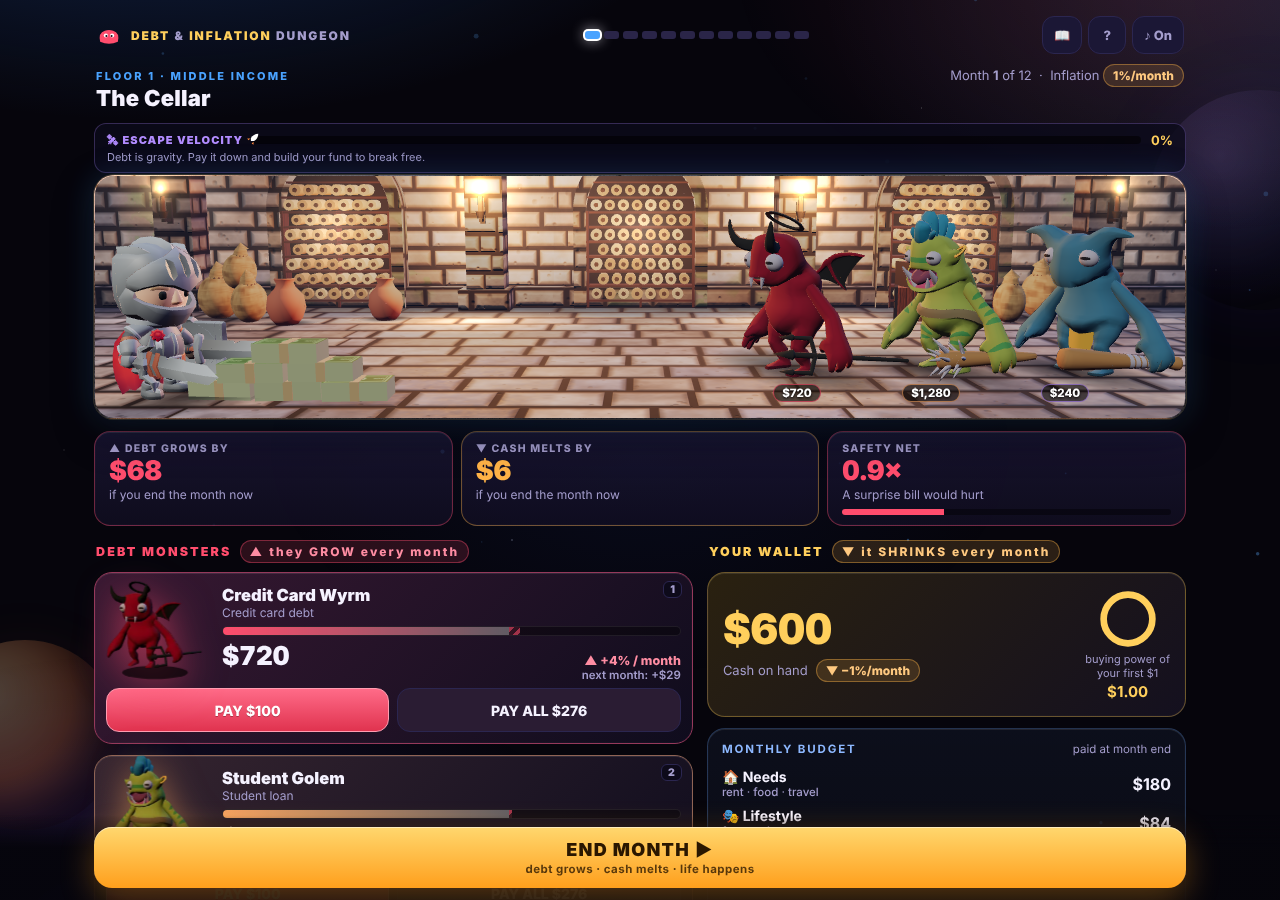 DEBT & INFLATION DUNGEON
? ♪ On
FLOOR 1 · MIDDLE INCOME
The Cellar
Month 1 of 12 · Inflation 1%/month
ESCAPE VELOCITY 0%
Debt is gravity. Pay it down and build your fund to break free.
$720 $1,280 $240
▲ DEBT GROWS BY
$68
if you end the month now
▼ CASH MELTS BY
$6
if you end the month now
SAFETY NET
0.9×
A surprise bill would hurt
DEBT MONSTERS ▲ they GROW every month
Credit Card Wyrm 1
Credit card debt
$720
▲ +4% / month
next month: +$29
PAY $100 PAY ALL $276
Student Golem 2
Student loan
YOUR WALLET ▼ it SHRINKS every month
$600
Cash on hand ▼ −1%/month
buying power of
your first $1
$1.00
MONTHLY BUDGET paid at month end
🏠 Needs $180
rent · food · travel
🎭 Lifestyle $84
END MONTH ▶
debt grows · cash melts · life happens
PAY ALL $276